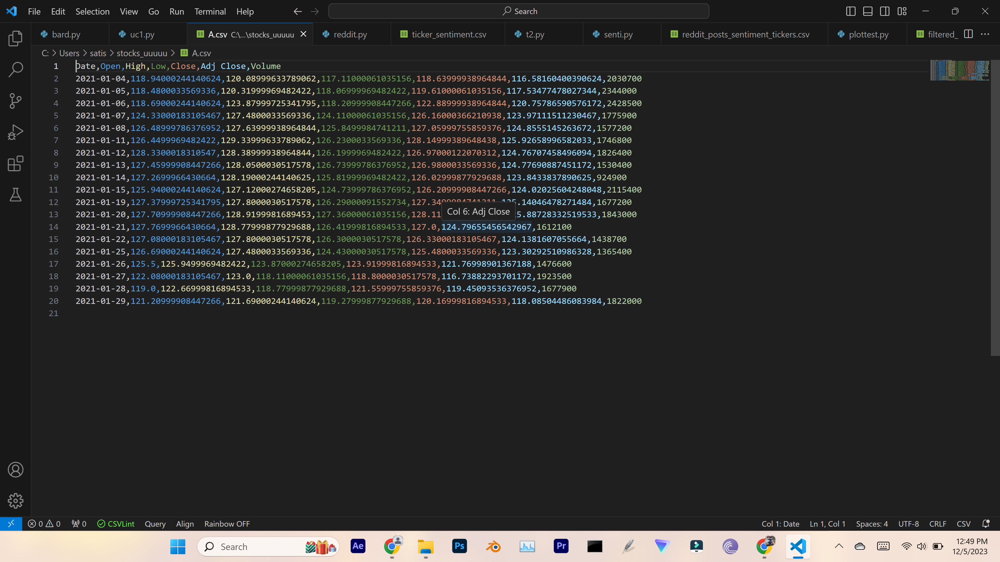 File Edit Selection View Go Run Terminal Help Search
bard.py uc1.py A.csv C:\...\stocks_uuuuu reddit.py ticker_sentiment.csv t2.py senti.py reddit_posts_sentiment_tickers.csv plottest.py filtered_
C: > Users > satis > stocks_uuuuu > A.csv
1 Date,Open,High,Low,Close,Adj Close,Volume
2 2021-01-04,118.94000244140624,120.08999633789062,117.11000061035156,118.63999938964844,116.58160400390624,2030700
3 2021-01-05,118.4800033569336,120.31999969482422,118.06999969482422,119.61000061035156,117.53477478027344,2344000
4 2021-01-06,118.69000244140624,123.87999725341795,118.20999908447266,122.88999938964844,120.75786590576172,2428500
5 2021-01-07,124.33000183105467,127.4800033569336,124.11000061035156,126.16000366210938,123.97111511230467,1775900
6 2021-01-08,126.48999786376952,127.63999938964844,125.8499984741211,127.05999755859376,124.8555145263672,1577200
7 2021-01-11,126.4499969482422,129.33999633789062,126.2300033569336,128.14999389648438,125.92658996582033,1746800
8 2021-01-12,128.3300018310547,128.38999938964844,126.1999969482422,126.97000122070312,124.76707458496094,1826400
9 2021-01-13,127.45999908447266,128.0500030517578,126.73999786376952,126.9800033569336,124.77690887451172,1530400
10 2021-01-14,127.2699966430664,128.19000244140625,125.81999969482422,126.02999877929688,123.8433837890625,924900
11 2021-01-15,125.94000244140624,127.12000274658205,124.73999786376952,126.20999908447266,124.02025604248048,2115400
12 2021-01-19,127.37999725341795,127.8000030517578,126.29000091552734,127.3499984741211,125.14046478271484,1677200
13 2021-01-20,127.70999908447266,128.9199981689453,127.36000061035156,128.11 5.88728332519533,1843000
Col 6: Adj Close
14 2021-01-21,127.7699966430664,128.77999877929688,126.41999816894533,127.0,124.79655456542967,1612100
15 2021-01-22,127.08000183105467,127.8000030517578,126.3000030517578,126.33000183105467,124.1381607055664,1438700
16 2021-01-25,126.69000244140624,127.4800033569336,124.43000030517578,125.4800033569336,123.30292510986328,1365400
17 2021-01-26,125.5,125.9499969482422,123.87000274658205,123.91999816894533,121.76998901367188,1476600
18 2021-01-27,122.08000183105467,123.0,118.11000061035156,118.8000030517578,116.73882293701172,1923500
19 2021-01-28,119.0,122.66999816894533,118.77999877929688,121.55999755859376,119.45093536376952,1677900
20 2021-01-29,121.20999908447266,121.69000244140624,119.27999877929688,120.16999816894533,118.08504486083984,1822000
21
0 0 0 CSVLint Query Align Rainbow OFF Col 1: Date Ln 1, Col 1 Spaces: 4 UTF-8 CRLF CSV
Search Ae Ps Pr 12:49 PM
12/5/2023